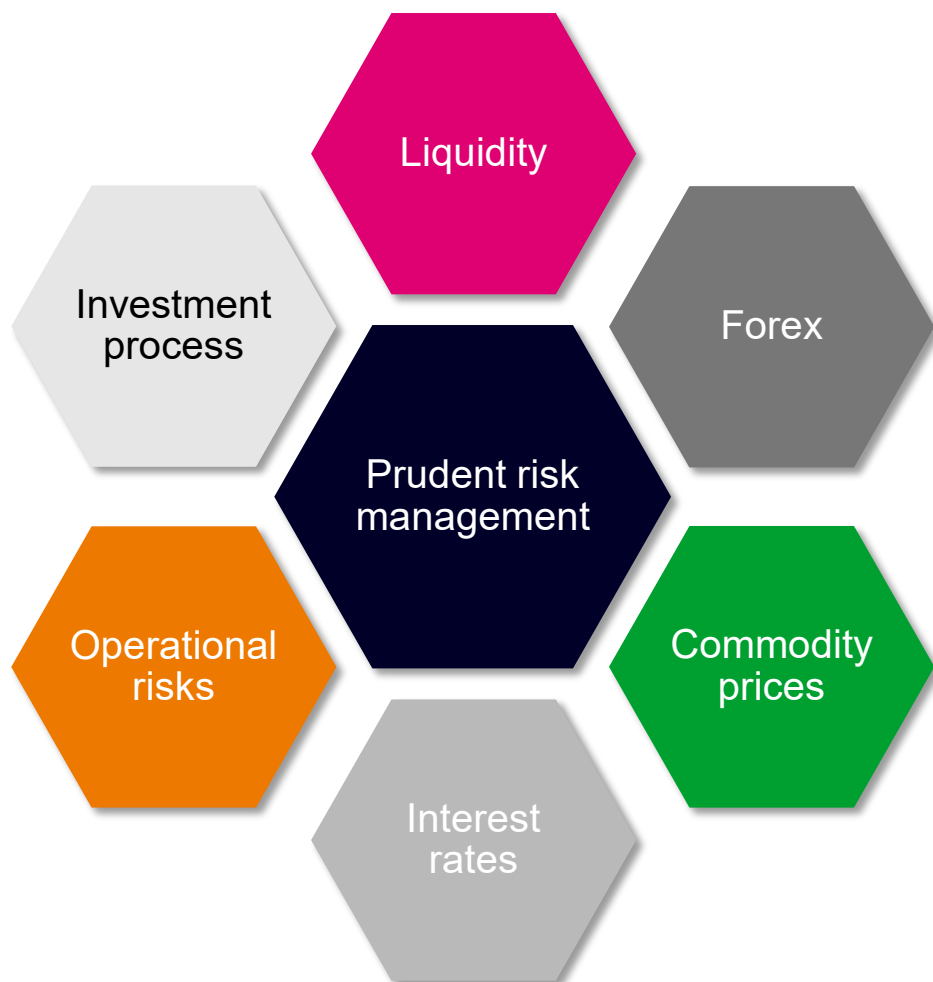 Liquidity
Investment
process
Forex
Prudent risk
management
Operational
risks
Commodity
prices
Interest
rates